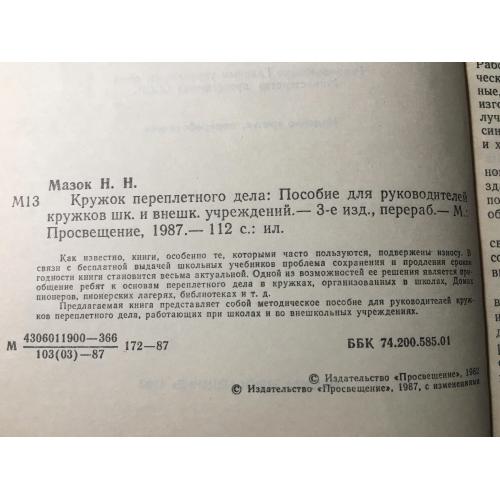 Мазок Н. Н.
М13 Кружок переплетного дела: Пособие для руководителей
кружков шк. и внешк. учреждений.— 3-е изд., перераб.— М.:
Просвещение, 1987.— 112 с.: ил.
Как известно, книги, особенно те, которыми часто пользуются, подвержены износу. В
связи с бесплатной выдачей школьных учебников проблема сохранения и продления сроков
годности книги становится весьма актуальной. Одной из возможностей ее решения является при-
общение ребят к основам переплетного дела в кружках, организованных в школах, Домах
пионеров, пионерских лагерях, библиотеках и т. д.
Предлагаемая книга представляет собой методическое пособие для руководителей круж-
ков переплетного дела, работающих при школах и во внешкольных учреждениях.
М 4306011900—366
103(03)—87
172—87
ББК 74.200.585.01
© Издательство «Просвещение», 1982
© Издательство «Просвещение», 1987, с изменениями